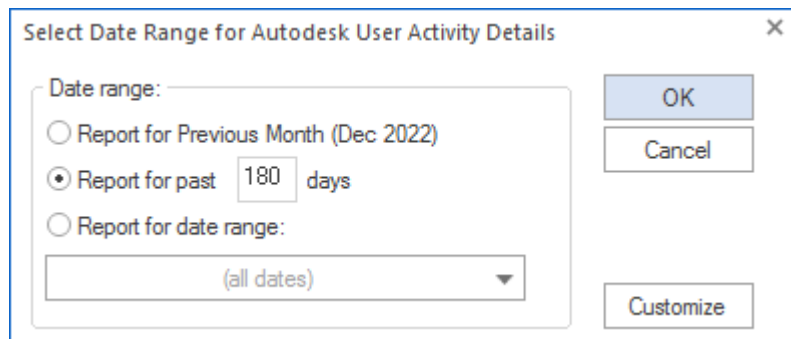 Select Date Range for Autodesk User Activity Details
Date range:
Report for Previous Month (Dec 2022)
Report for past 180 days
Report for date range:
(all dates)
OK
Cancel
Customize